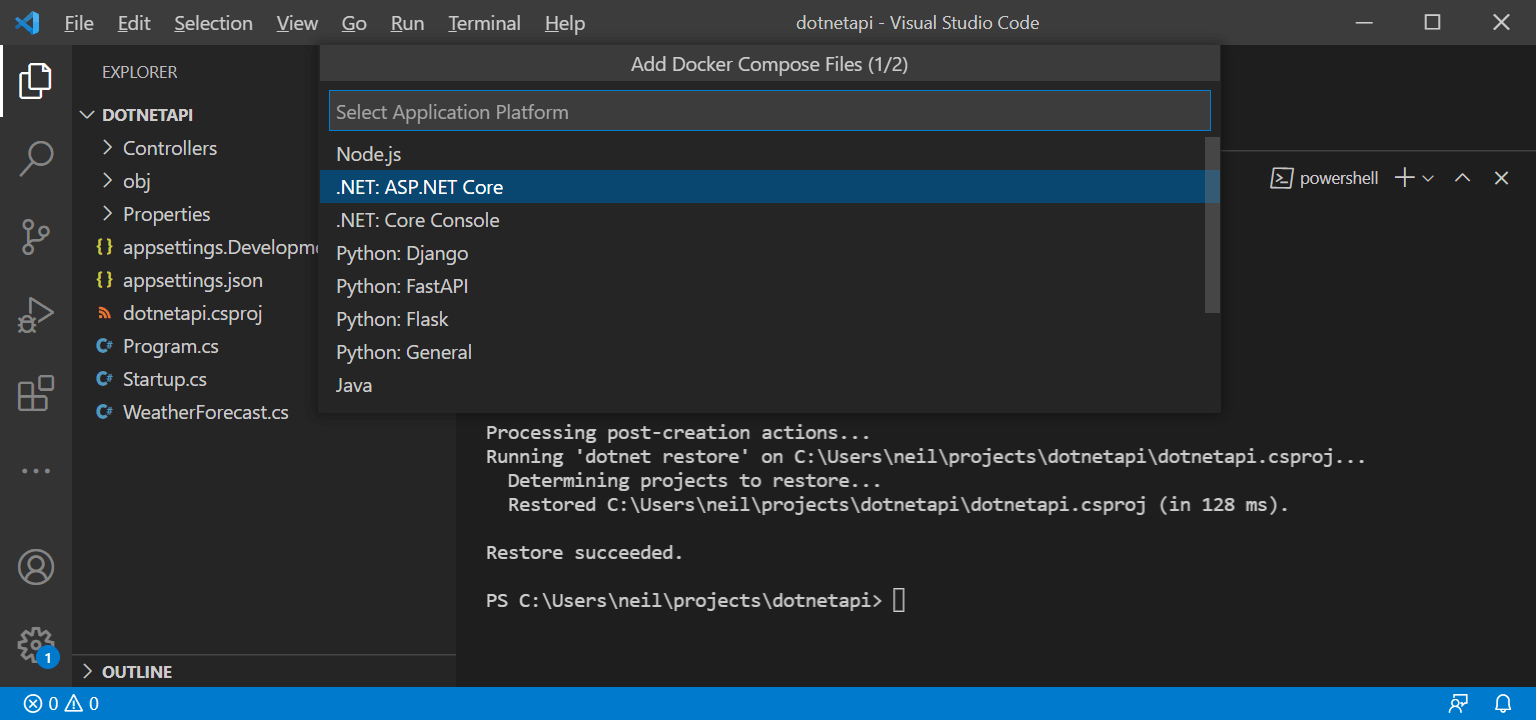 File Edit Selection View Go Run Terminal Help dotnetapi - Visual Studio Code
EXPLORER
DOTNETAPI
Controllers
obj
Properties
appsettings.Developme
appsettings.json
dotnetapi.csproj
Program.cs
Startup.cs
WeatherForecast.cs
OUTLINE
Add Docker Compose Files (1/2)
Select Application Platform
Node.js
.NET: ASP.NET Core
.NET: Core Console
Python: Django
Python: FastAPI
Python: Flask
Python: General
Java
powershell
Processing post-creation actions...
Running 'dotnet restore' on C:\Users\neil\projects\dotnetapi\dotnetapi.csproj...
Determining projects to restore...
Restored C:\Users\neil\projects\dotnetapi\dotnetapi.csproj (in 128 ms).
Restore succeeded.
PS C:\Users\neil\projects\dotnetapi>
1
0 0